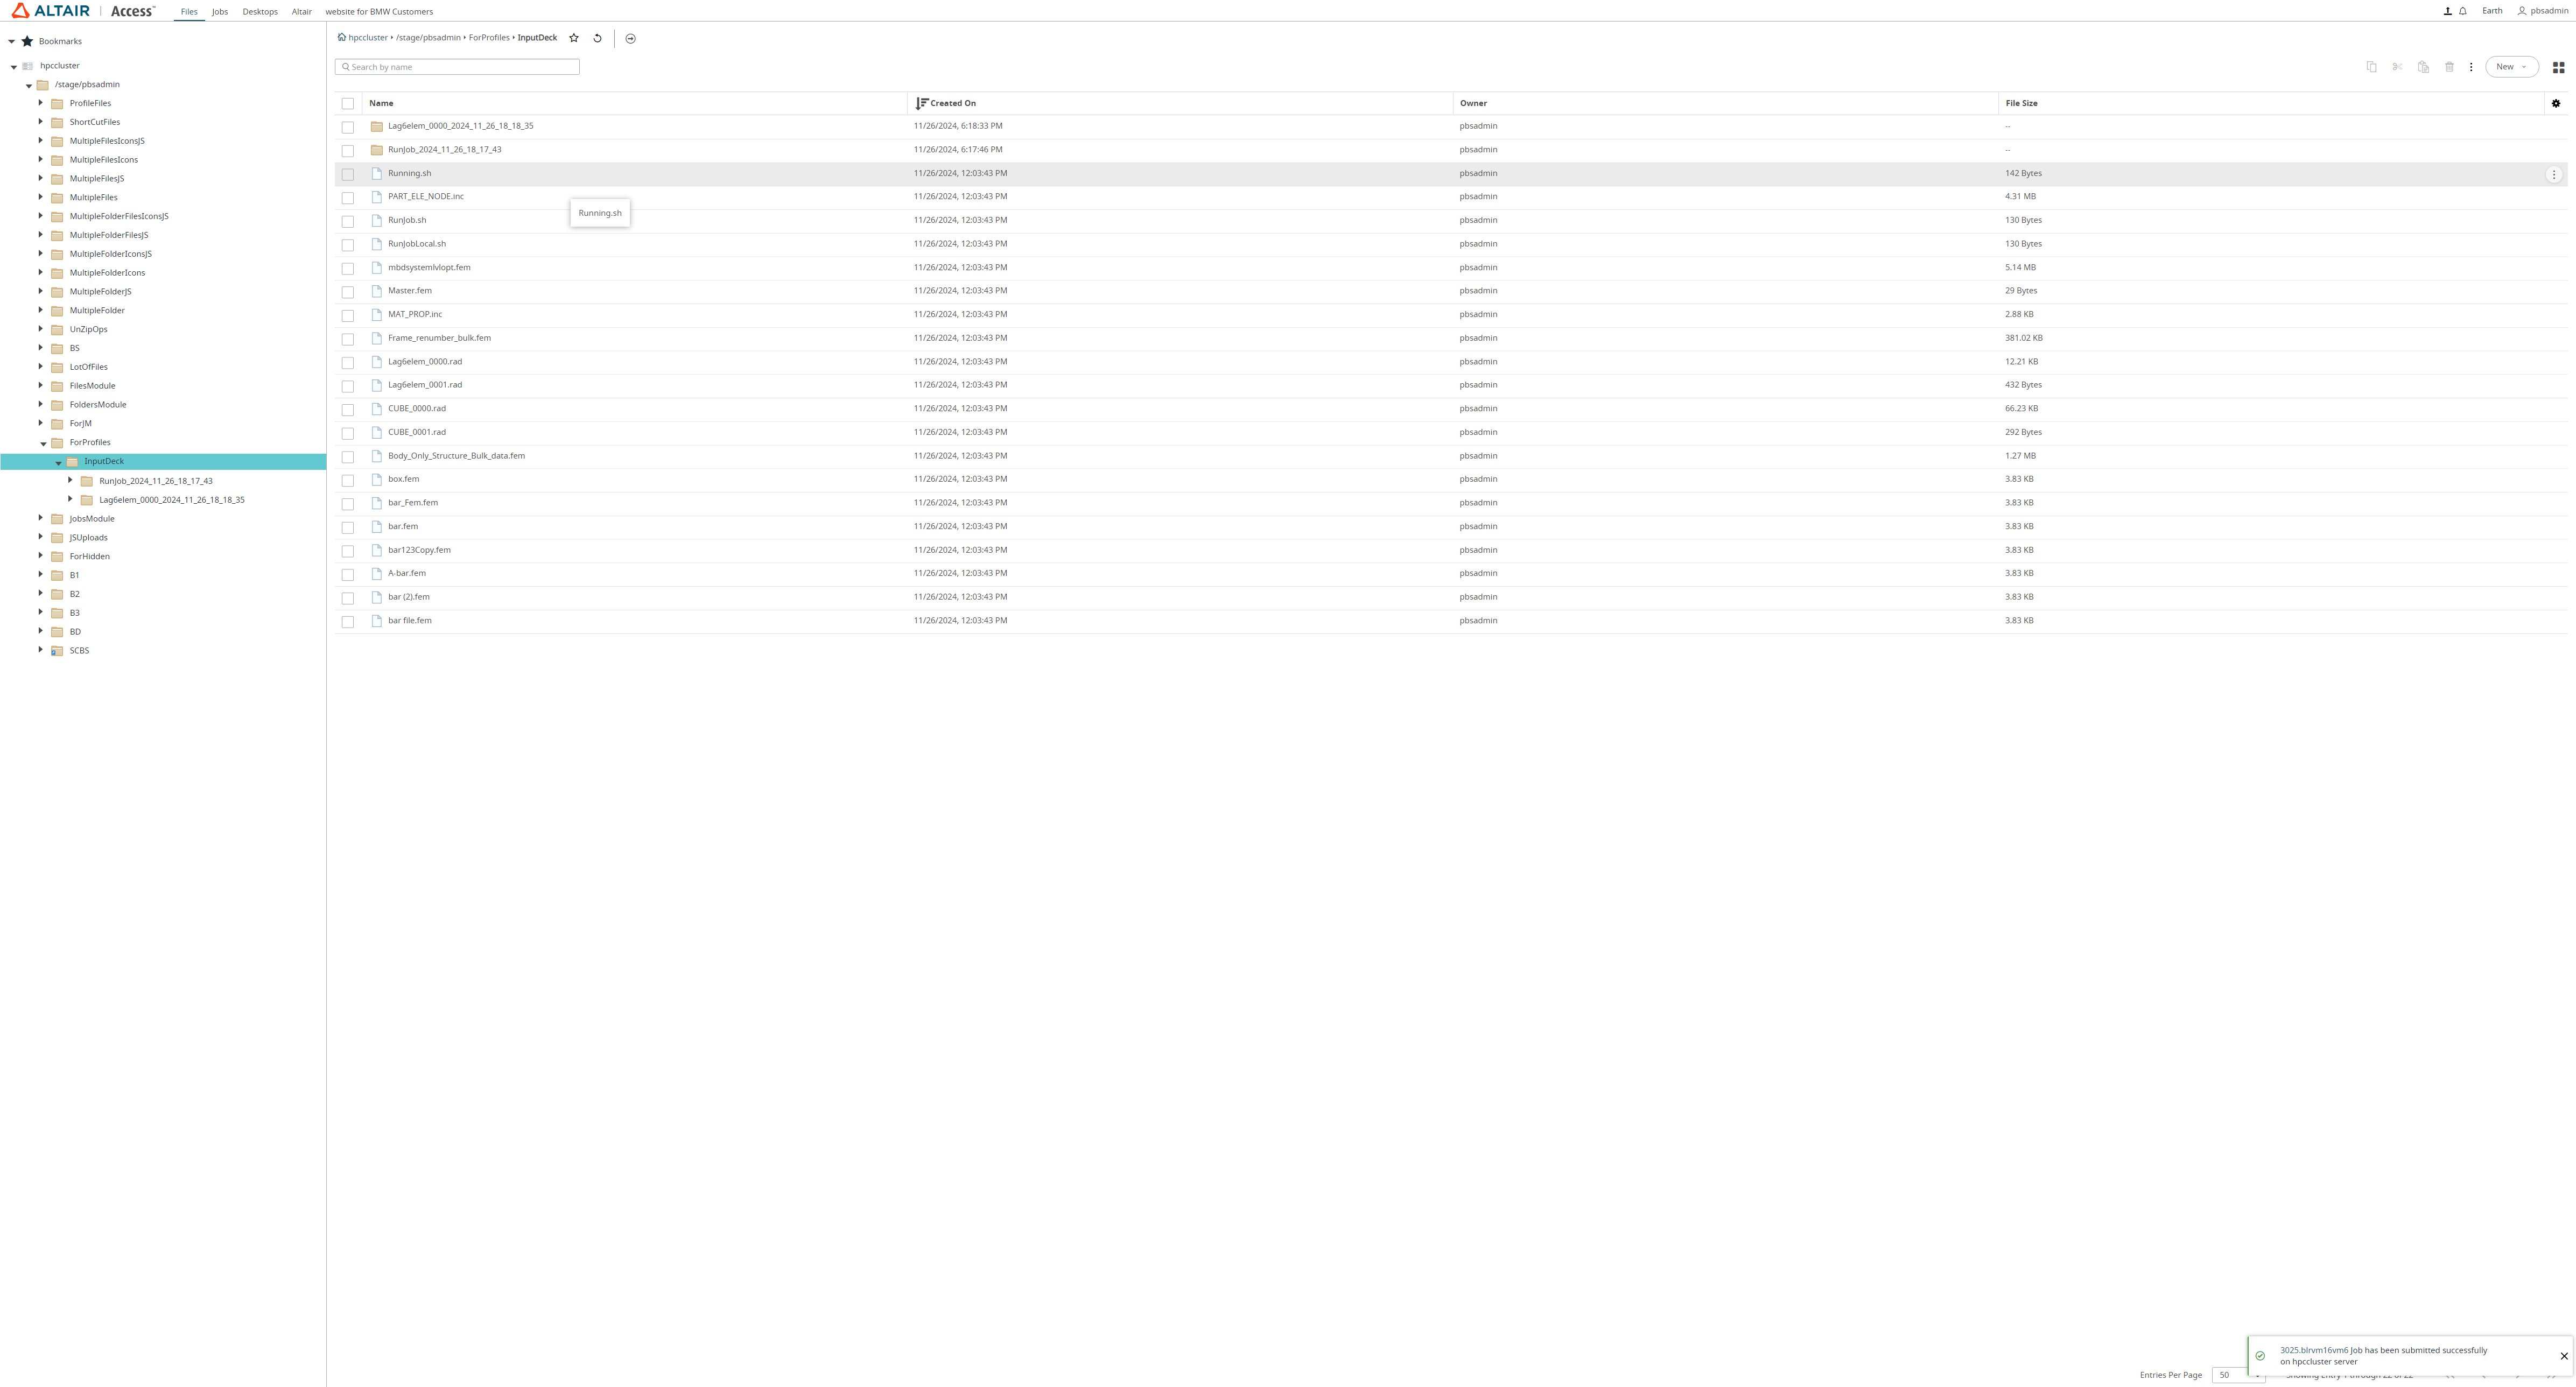 ALTAIR | Access™ Files Jobs Desktops Altair website for BMW Customers Earth pbsadmin
Bookmarks
hpccluster
/stage/pbsadmin
ProfileFiles
ShortCutFiles
MultipleFilesIconsJS
MultipleFilesIcons
MultipleFilesJS
MultipleFiles
MultipleFolderFilesIconsJS
MultipleFolderFilesJS
MultipleFolderIconsJS
MultipleFolderIcons
MultipleFolderJS
MultipleFolder
UnZipOps
BS
LotOfFiles
FilesModule
FoldersModule
ForJM
ForProfiles
InputDeck
RunJob_2024_11_26_18_17_43
Lag6elem_0000_2024_11_26_18_18_35
JobsModule
JSUploads
ForHidden
B1
B2
B3
BD
SCBS
hpccluster /stage/pbsadmin ForProfiles InputDeck
Search by name
New
Name Created On Owner File Size
Lag6elem_0000_2024_11_26_18_18_35 11/26/2024, 6:18:33 PM pbsadmin --
RunJob_2024_11_26_18_17_43 11/26/2024, 6:17:46 PM pbsadmin --
Running.sh 11/26/2024, 12:03:43 PM pbsadmin 142 Bytes
PART_ELE_NODE.inc 11/26/2024, 12:03:43 PM pbsadmin 4.31 MB
Running.sh
RunJob.sh 11/26/2024, 12:03:43 PM pbsadmin 130 Bytes
RunJobLocal.sh 11/26/2024, 12:03:43 PM pbsadmin 130 Bytes
mbdsystemlvlopt.fem 11/26/2024, 12:03:43 PM pbsadmin 5.14 MB
Master.fem 11/26/2024, 12:03:43 PM pbsadmin 29 Bytes
MAT_PROP.inc 11/26/2024, 12:03:43 PM pbsadmin 2.88 KB
Frame_renumber_bulk.fem 11/26/2024, 12:03:43 PM pbsadmin 381.02 KB
Lag6elem_0000.rad 11/26/2024, 12:03:43 PM pbsadmin 12.21 KB
Lag6elem_0001.rad 11/26/2024, 12:03:43 PM pbsadmin 432 Bytes
CUBE_0000.rad 11/26/2024, 12:03:43 PM pbsadmin 66.23 KB
CUBE_0001.rad 11/26/2024, 12:03:43 PM pbsadmin 292 Bytes
Body_Only_Structure_Bulk_data.fem 11/26/2024, 12:03:43 PM pbsadmin 1.27 MB
box.fem 11/26/2024, 12:03:43 PM pbsadmin 3.83 KB
bar_Fem.fem 11/26/2024, 12:03:43 PM pbsadmin 3.83 KB
bar.fem 11/26/2024, 12:03:43 PM pbsadmin 3.83 KB
bar123Copy.fem 11/26/2024, 12:03:43 PM pbsadmin 3.83 KB
A-bar.fem 11/26/2024, 12:03:43 PM pbsadmin 3.83 KB
bar (2).fem 11/26/2024, 12:03:43 PM pbsadmin 3.83 KB
bar file.fem 11/26/2024, 12:03:43 PM pbsadmin 3.83 KB
3025.blrvm16vm6 Job has been submitted successfully
on hpccluster server
Entries Per Page 50